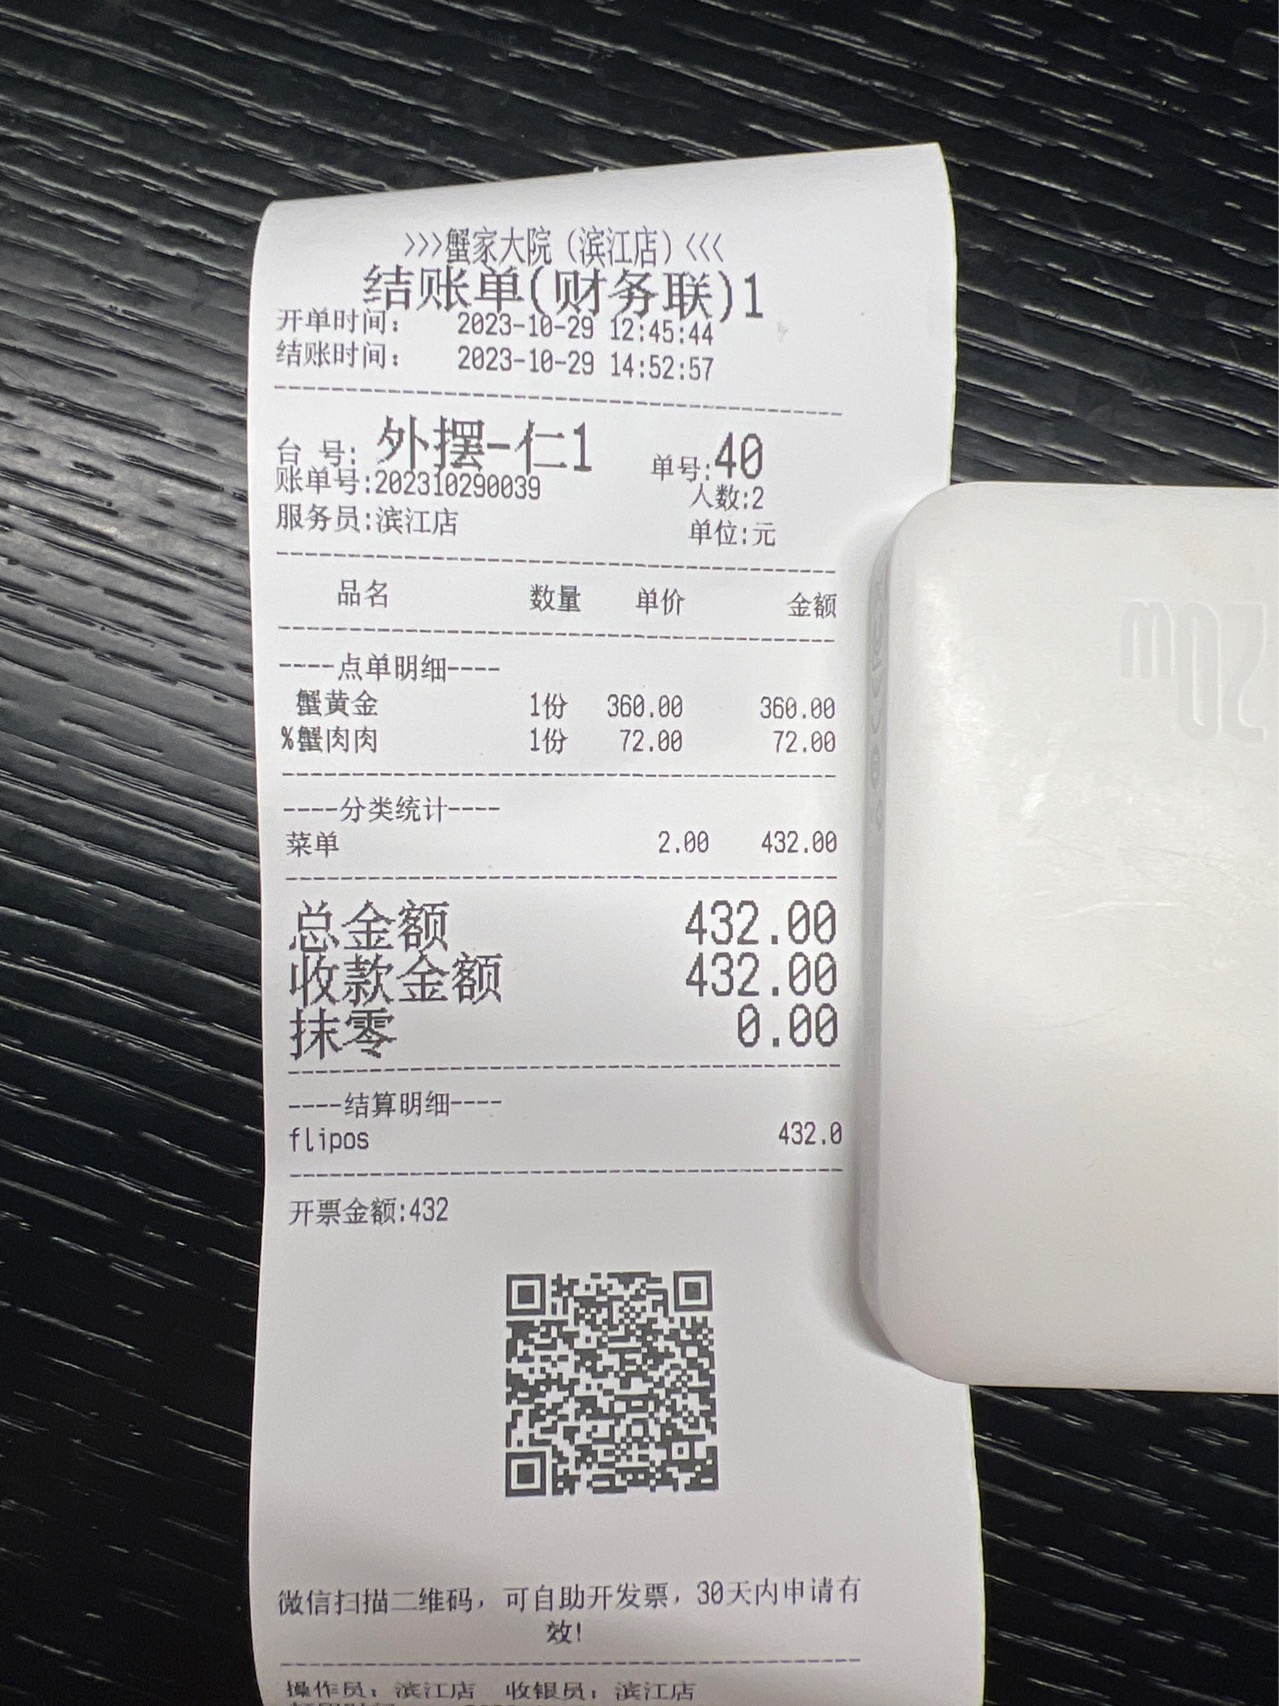 >>>蟹家大院（滨江店）<<<
结账单(财务联)1
开单时间： 2023-10-29 12:45:44
结账时间： 2023-10-29 14:52:57
台 号: 外摆-仁1 单号:40
账单号:202310290039 人数:2
服务员:滨江店 单位:元
品名 数量 单价 金额
----点单明细----
蟹黄金 1份 360.00 360.00
%蟹肉肉 1份 72.00 72.00
----分类统计----
菜单 2.00 432.00
总金额 432.00
收款金额 432.00
抹零 0.00
----结算明细----
flipos 432.0
开票金额:432
微信扫描二维码，可自助开发票，30天内申请有
效!
操作员：滨江店 收银员：滨江店